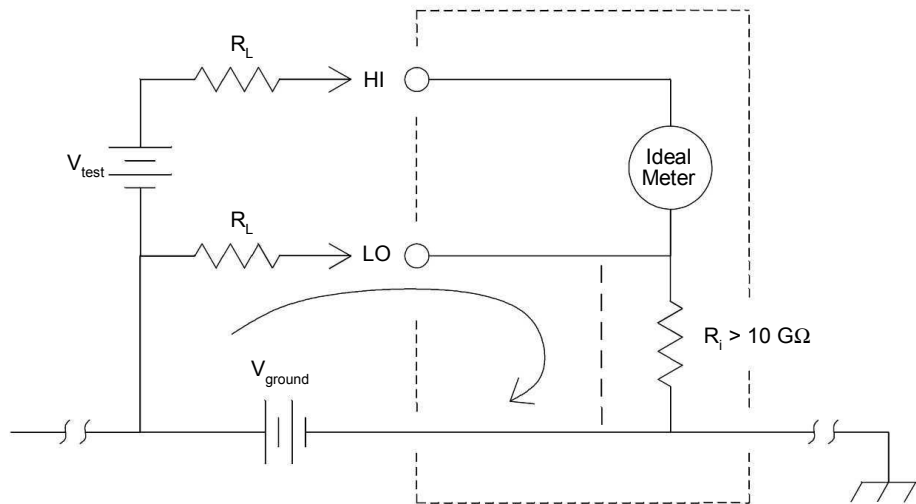 R_L
HI
V_test
Ideal
Meter
R_L
LO
R_i > 10 GΩ
V_ground